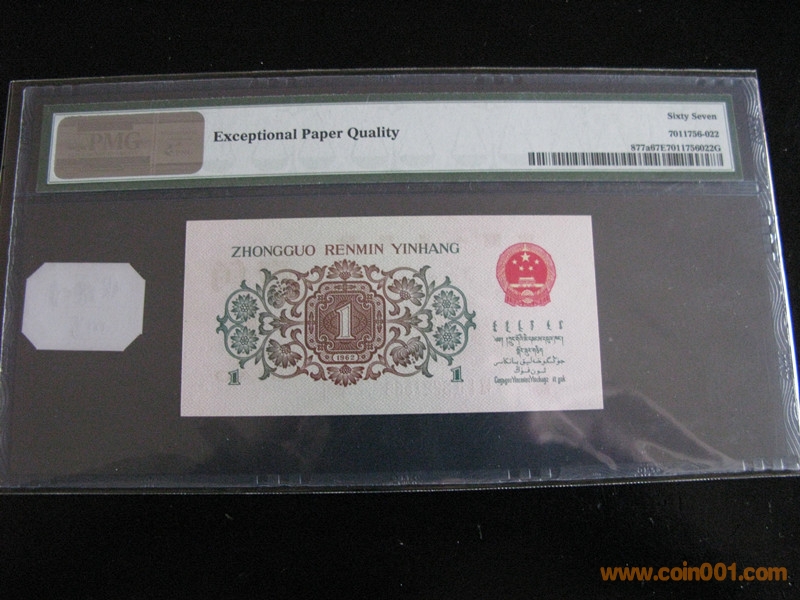 PMG
Exceptional Paper Quality
Sixty Seven
7011756-022
877a67E7011756022G
ZHONGGUO RENMIN YINHANG
1
1962
1 1
www.coin001.com